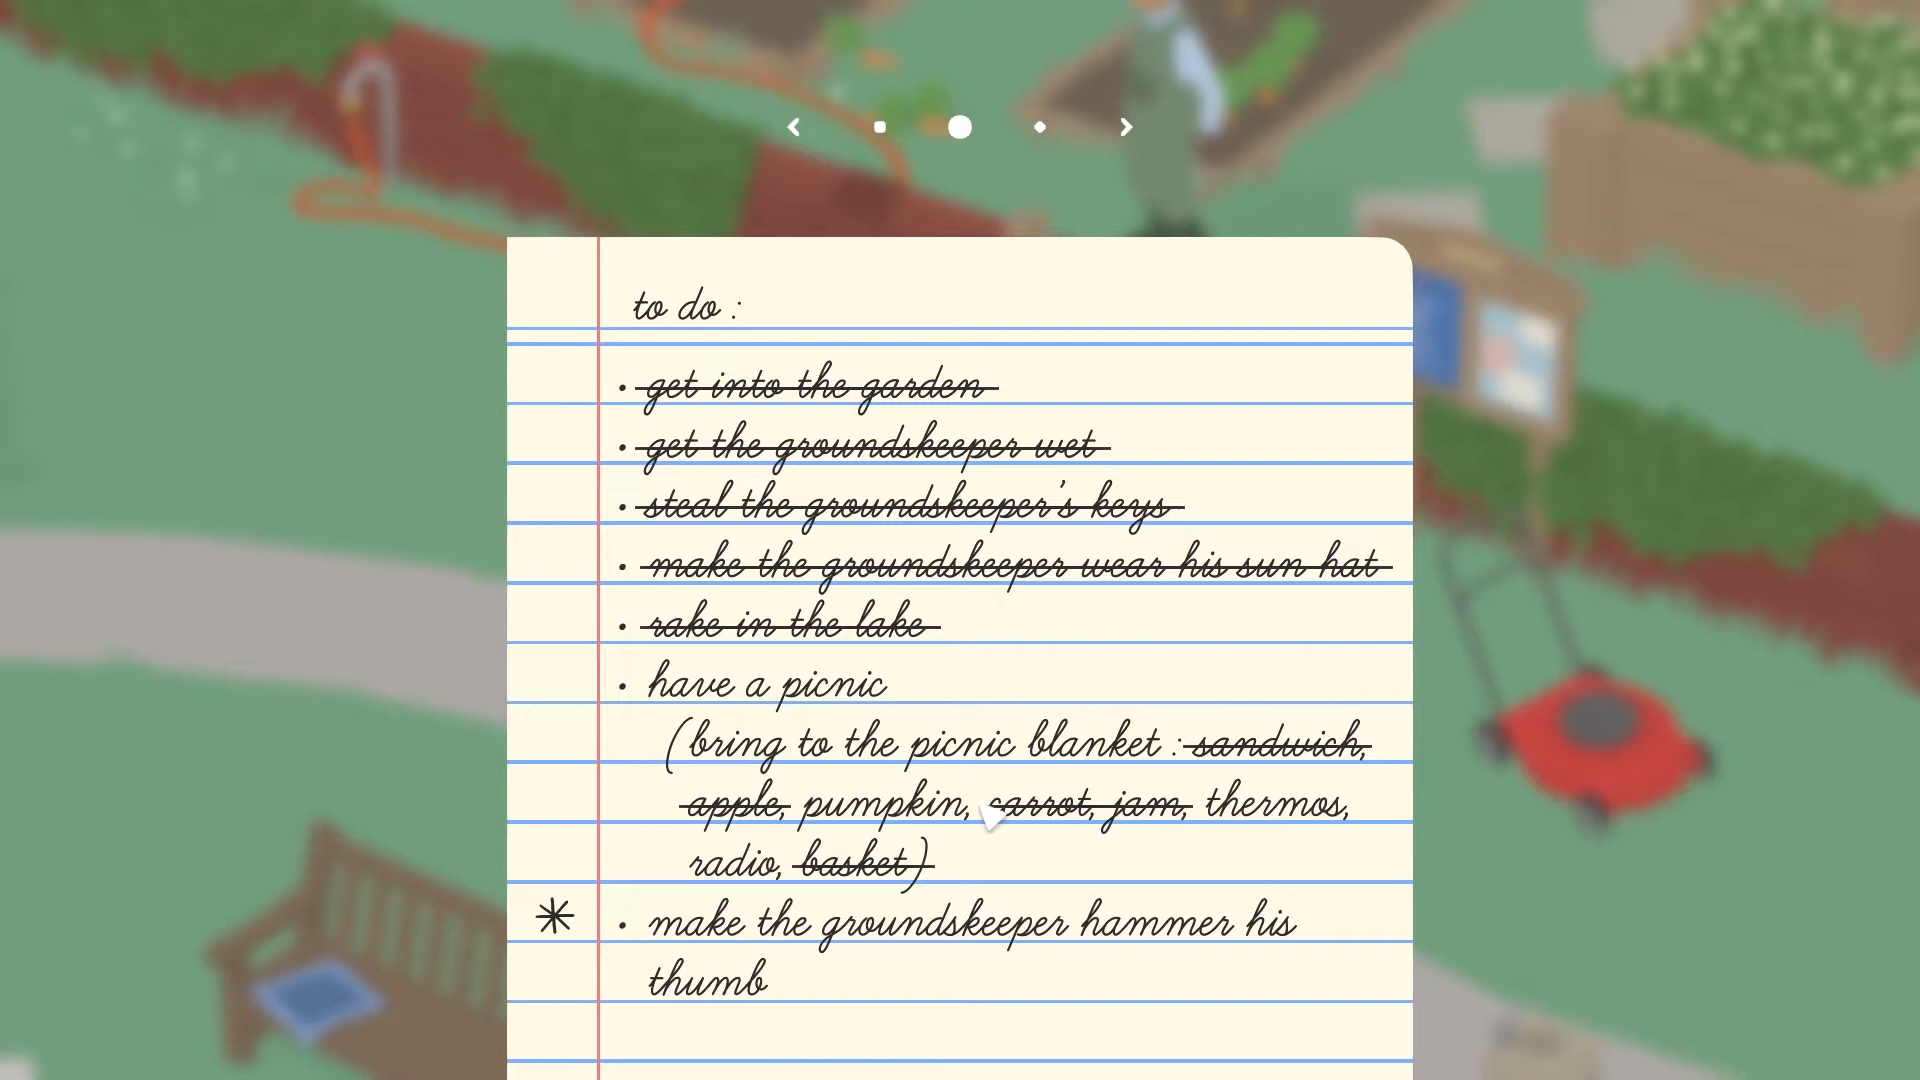 to do :
• get into the garden
• get the groundskeeper wet
• steal the groundskeeper's keys
• make the groundskeeper wear his sun hat
• rake in the lake
• have a picnic
(bring to the picnic blanket : sandwich,
apple, pumpkin, carrot, jam, thermos,
radio, basket)
• make the groundskeeper hammer his
thumb